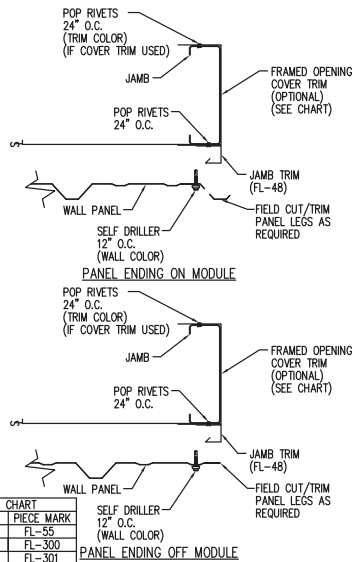 POP RIVETS
24" O.C.
(TRIM COLOR)
(IF COVER TRIM USED)
JAMB
FRAMED OPENING
COVER TRIM
(OPTIONAL)
(SEE CHART)
POP RIVETS
24" O.C.
JAMB TRIM
(FL-48)
WALL PANEL
FIELD CUT/TRIM
PANEL LEGS AS
REQUIRED
SELF DRILLER
12" O.C.
(WALL COLOR)
PANEL ENDING ON MODULE
POP RIVETS
24" O.C.
(TRIM COLOR)
(IF COVER TRIM USED)
JAMB
FRAMED OPENING
COVER TRIM
(OPTIONAL)
(SEE CHART)
POP RIVETS
24" O.C.
JAMB TRIM
(FL-48)
WALL PANEL
FIELD CUT/TRIM
PANEL LEGS AS
REQUIRED
SELF DRILLER
12" O.C.
(WALL COLOR)
PANEL ENDING OFF MODULE
CHART
PIECE MARK
FL-55
FL-300
FL-301